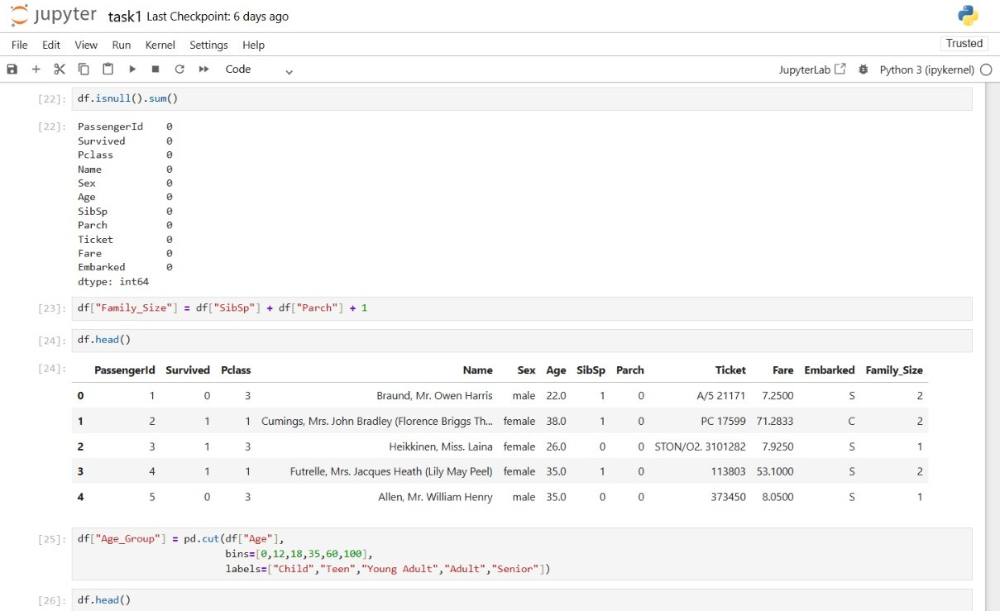 jupyter task1 Last Checkpoint: 6 days ago
File Edit View Run Kernel Settings Help Trusted
Code JupyterLab Python 3 (ipykernel)
[22]: df.isnull().sum()
[22]: PassengerId 0
Survived 0
Pclass 0
Name 0
Sex 0
Age 0
SibSp 0
Parch 0
Ticket 0
Fare 0
Embarked 0
dtype: int64
[23]: df["Family_Size"] = df["SibSp"] + df["Parch"] + 1
[24]: df.head()
[24]: PassengerId Survived Pclass Name Sex Age SibSp Parch Ticket Fare Embarked Family_Size
0 1 0 3 Braund, Mr. Owen Harris male 22.0 1 0 A/5 21171 7.2500 S 2
1 2 1 1 Cumings, Mrs. John Bradley (Florence Briggs Th... female 38.0 1 0 PC 17599 71.2833 C 2
2 3 1 3 Heikkinen, Miss. Laina female 26.0 0 0 STON/O2. 3101282 7.9250 S 1
3 4 1 1 Futrelle, Mrs. Jacques Heath (Lily May Peel) female 35.0 1 0 113803 53.1000 S 2
4 5 0 3 Allen, Mr. William Henry male 35.0 0 0 373450 8.0500 S 1
[25]: df["Age_Group"] = pd.cut(df["Age"],
bins=[0,12,18,35,60,100],
labels=["Child","Teen","Young Adult","Adult","Senior"])
[26]: df.head()